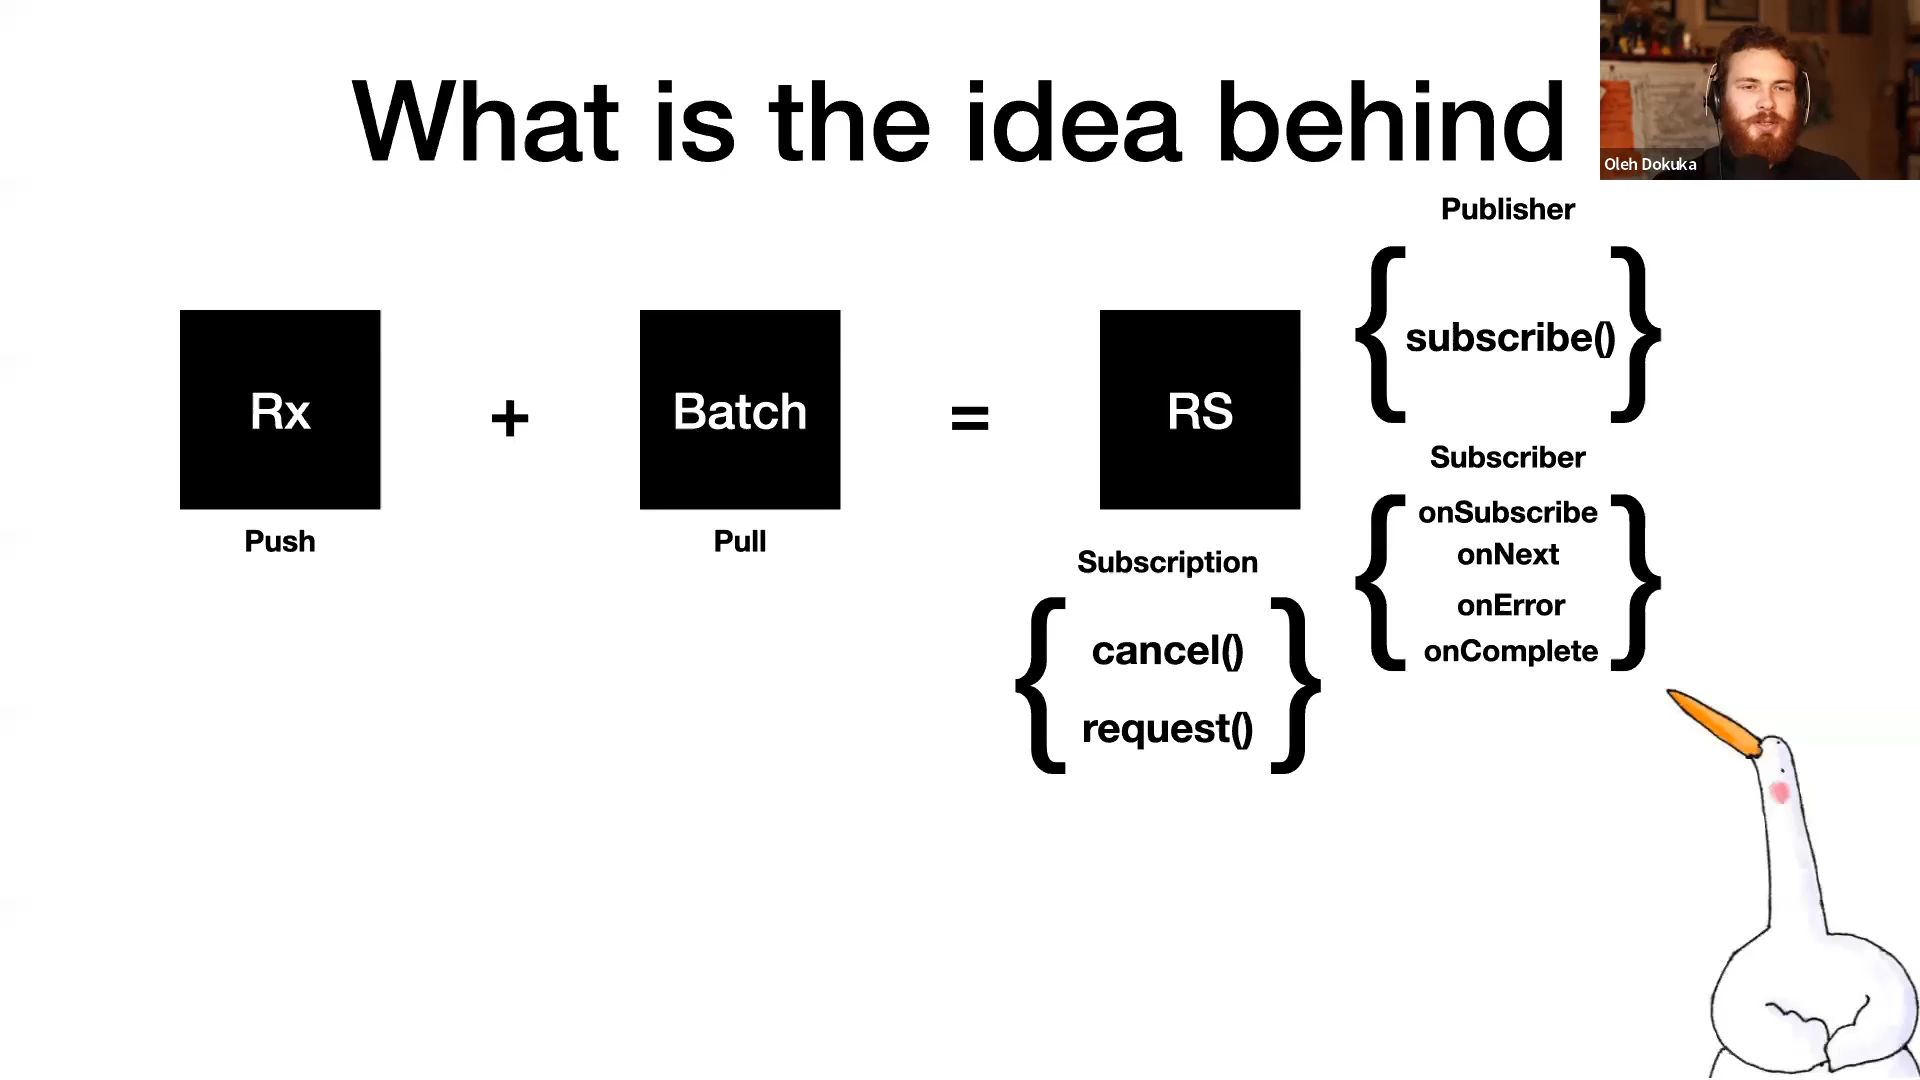 What is the idea behind
Oleh Dokuka
Publisher
{ subscribe() }
Rx
+
Batch
=
RS
Push
Pull
Subscriber
{ onSubscribe
onNext
onError
onComplete }
Subscription
{ cancel()
request() }